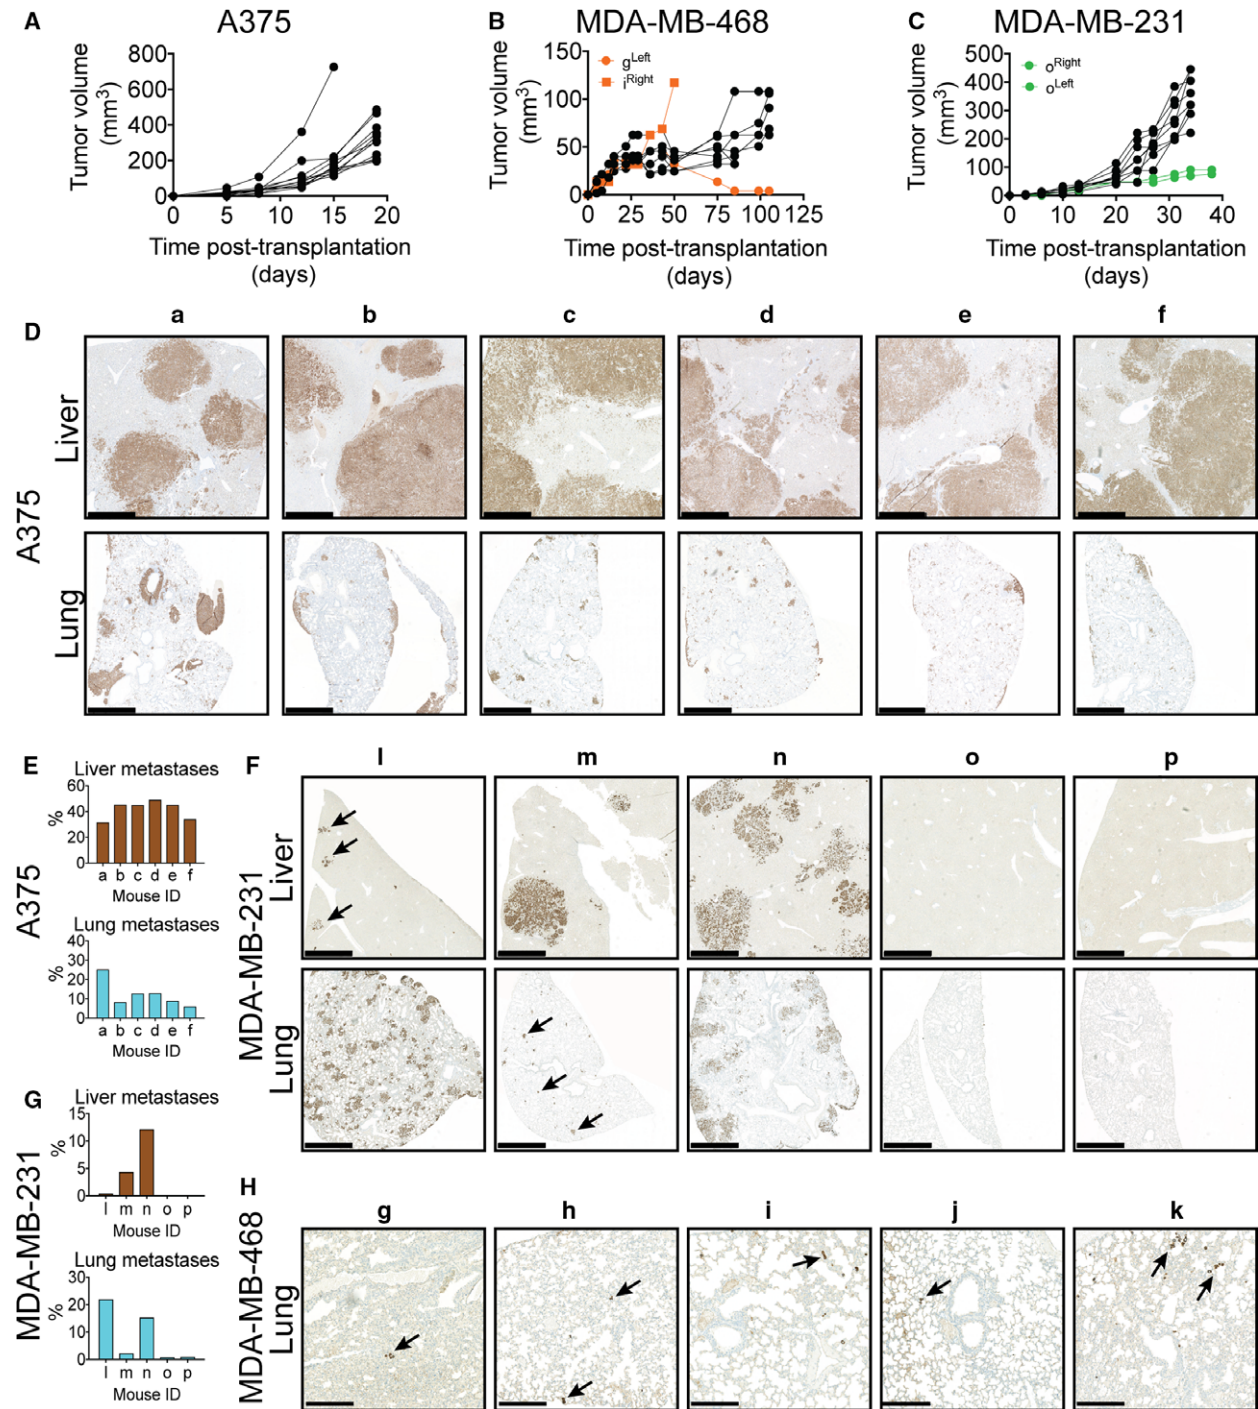 A
A375
Tumor volume
(mm³)
800
600
400
200
0
0
5
10
15
20
Time post-transplantation
(days)
B
MDA-MB-468
Tumor volume
(mm³)
150
100
50
0
gLeft
iRight
0
25
50
75
100
125
Time post-transplantation
(days)
C
MDA-MB-231
Tumor volume
(mm³)
500
400
300
200
100
0
oRight
oLeft
0
10
20
30
40
Time post-transplantation
(days)
D
a
b
c
d
e
f
A375
Liver
Lung
E
A375
Liver metastases
%
60
40
20
0
a b c d e f
Mouse ID
Lung metastases
%
40
30
20
10
0
a b c d e f
Mouse ID
F
l
m
n
o
p
MDA-MB-231
Liver
Lung
G
MDA-MB-231
Liver metastases
%
15
10
5
0
l m n o p
Mouse ID
Lung metastases
%
30
20
10
0
l m n o p
Mouse ID
H
g
h
i
j
k
MDA-MB-468
Lung